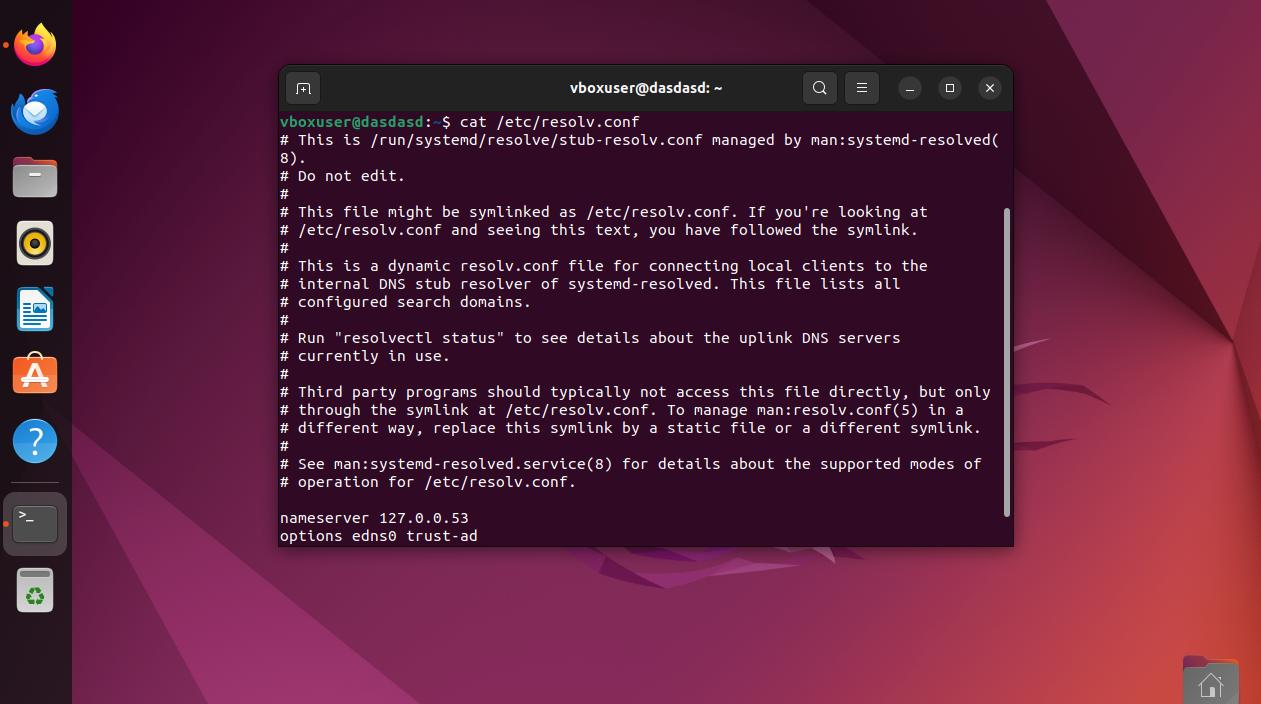 vboxuser@dasdasd: ~
vboxuser@dasdasd:~$ cat /etc/resolv.conf
# This is /run/systemd/resolve/stub-resolv.conf managed by man:systemd-resolved(
8).
# Do not edit.
#
# This file might be symlinked as /etc/resolv.conf. If you're looking at
# /etc/resolv.conf and seeing this text, you have followed the symlink.
#
# This is a dynamic resolv.conf file for connecting local clients to the
# internal DNS stub resolver of systemd-resolved. This file lists all
# configured search domains.
#
# Run "resolvectl status" to see details about the uplink DNS servers
# currently in use.
#
# Third party programs should typically not access this file directly, but only
# through the symlink at /etc/resolv.conf. To manage man:resolv.conf(5) in a
# different way, replace this symlink by a static file or a different symlink.
#
# See man:systemd-resolved.service(8) for details about the supported modes of
# operation for /etc/resolv.conf.

nameserver 127.0.0.53
options edns0 trust-ad